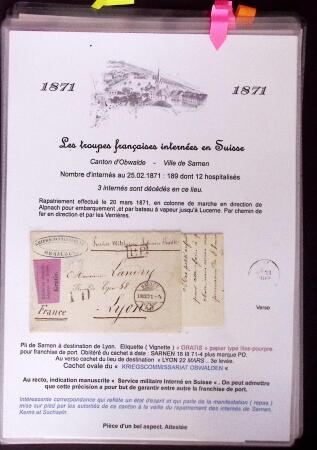 1871 1871
Les troupes françaises internées en Suisse
Canton d'Obwalde - Ville de Sarnen
Nombre d'internés au 25.02.1871 : 189 dont 12 hospitalisés
3 internés sont décédés en ce lieu.
Rapatriement effectué le 20 mars 1871, en colonne de marche en direction de
Alpnach pour embarquement ,et par bateau à vapeur jusqu'à Lucerne. Par chemin de
fer en direction et par les Verrières.
P.P.
Gratis
PD
Lyon
France
Verso
Pli de Sarnen à destination de Lyon. Etiquette ( Vignette ) « GRATIS » papier type lilas-pourpre
pour franchise de port. Oblitéré du cachet à date : SARNEN 18 III 71-4 plus marque PD.
Au verso cachet du lieu de destination « LYON 22 MARS .. 3e levée.
Cachet ovale du « KRIEGSCOMMISSARIAT OBWALDEN »
Au recto, indication manuscrite « Service militaire Interné en Suisse « . On peut admettre
que cette précision a pour but de garantir entre autre la franchise de port.
Intéressante correspondance qui reflète un état d'esprit et qui parle de la manifestation ( repas )
mise sur pied par les autorités de ce canton à la veille du rapatriement des internés de Sarnen,
Kerns et Sachseln.
Pièce d'un bel aspect. Attestée